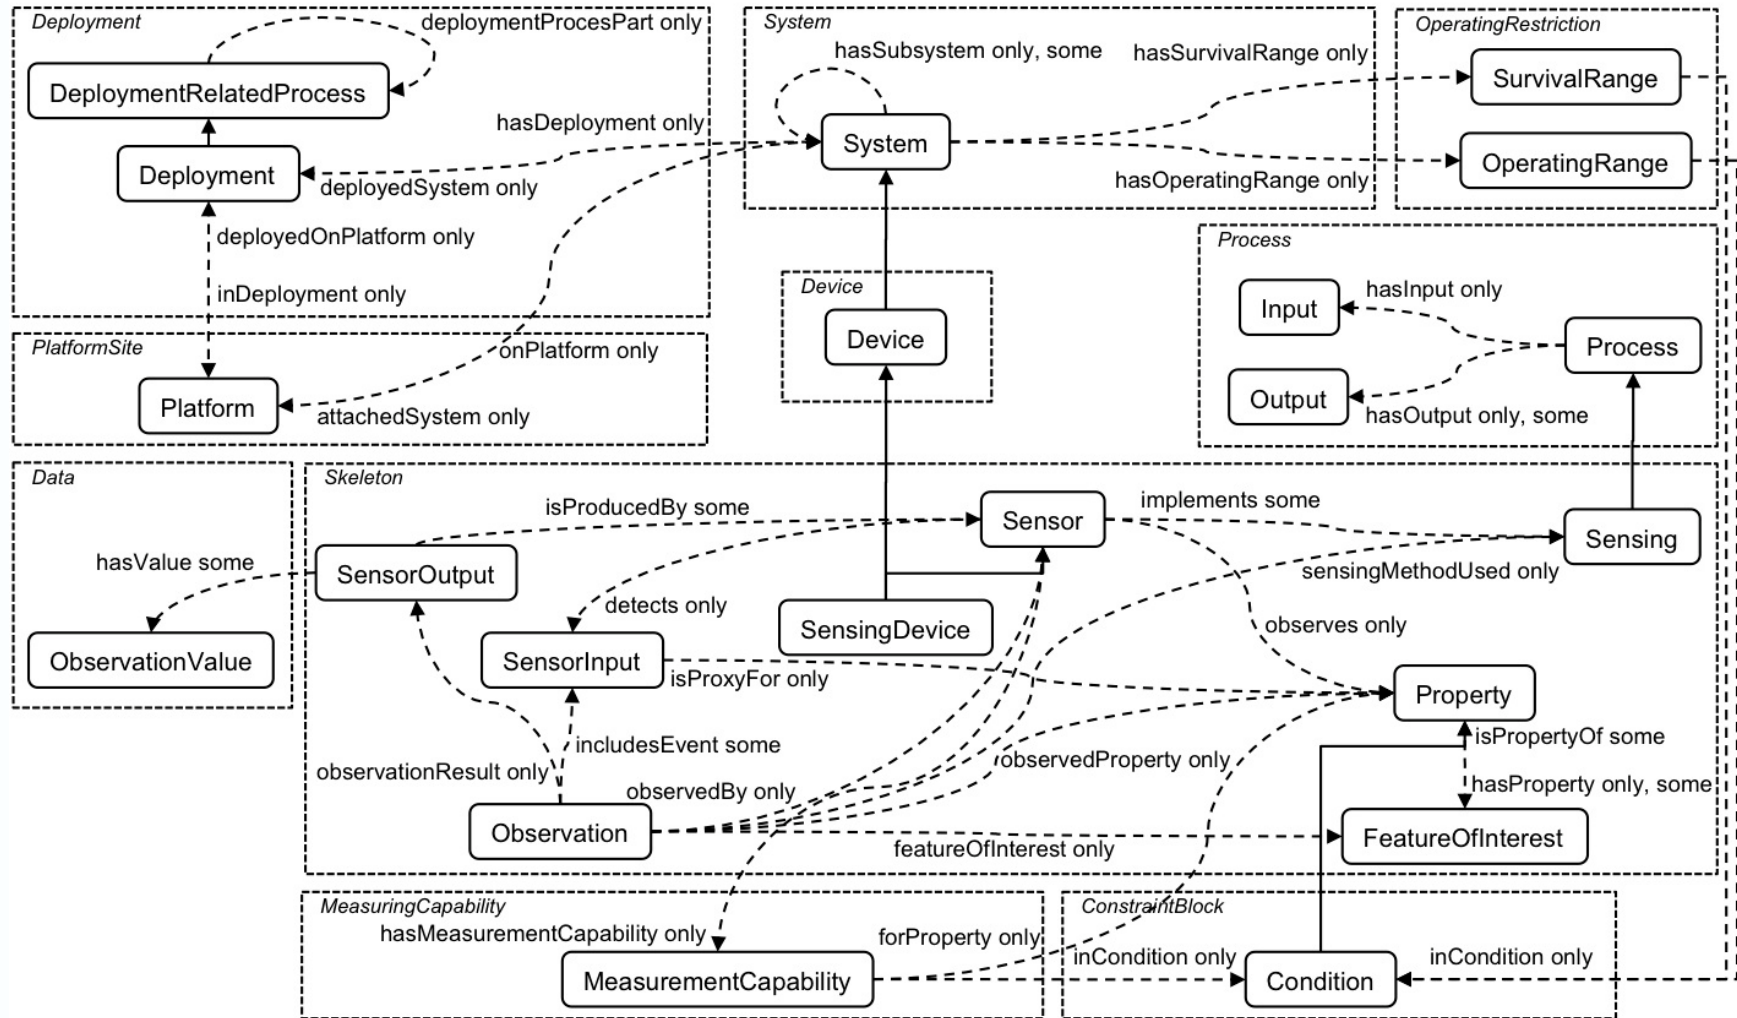 Deployment
deploymentProcesPart only
DeploymentRelatedProcess
hasDeployment only
Deployment
deployedSystem only
deployedOnPlatform only
inDeployment only
System
hasSubsystem only, some
hasSurvivalRange only
System
hasOperatingRange only
OperatingRestriction
SurvivalRange
OperatingRange
Process
hasInput only
Input
Process
Output
hasOutput only, some
Device
Device
PlatformSite
onPlatform only
Platform
attachedSystem only
Data
hasValue some
ObservationValue
Skeleton
isProducedBy some
Sensor
implements some
Sensing
SensorOutput
sensingMethodUsed only
detects only
SensingDevice
observes only
SensorInput
isProxyFor only
Property
isPropertyOf some
includesEvent some
observationResult only
observedBy only
observedProperty only
hasProperty only, some
Observation
featureOfInterest only
FeatureOfInterest
MeasuringCapability
hasMeasurementCapability only
forProperty only
MeasurementCapability
ConstraintBlock
inCondition only
Condition
inCondition only